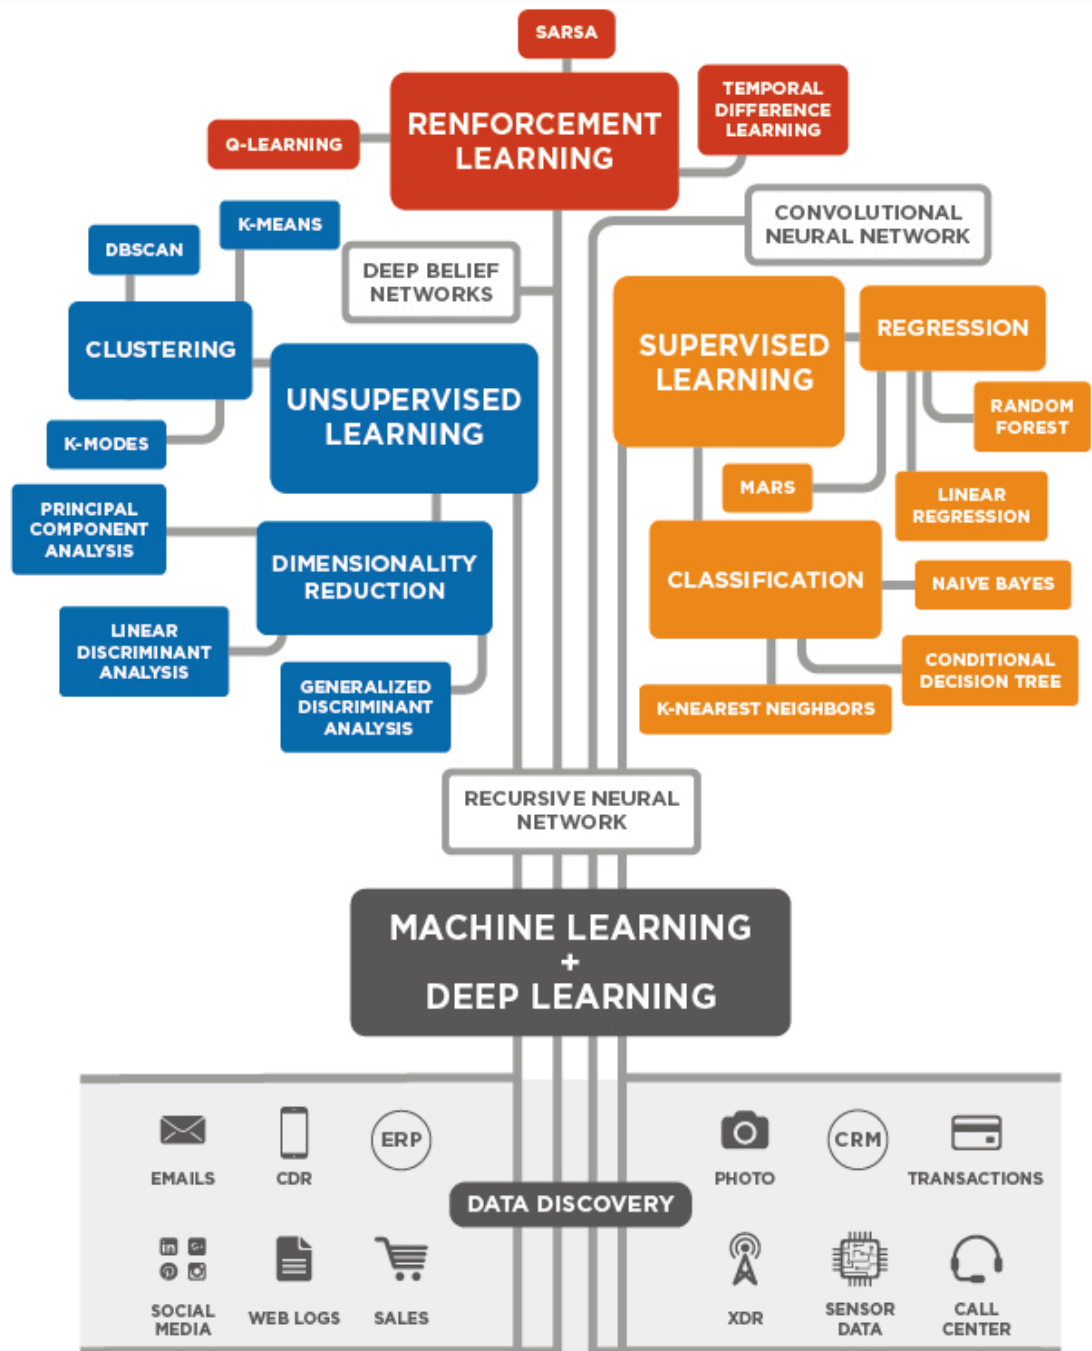 SARSA
RENFORCEMENT
LEARNING
TEMPORAL
DIFFERENCE
LEARNING
Q-LEARNING
K-MEANS
CONVOLUTIONAL
NEURAL NETWORK
DBSCAN
DEEP BELIEF
NETWORKS
CLUSTERING
SUPERVISED
LEARNING
REGRESSION
UNSUPERVISED
LEARNING
RANDOM
FOREST
K-MODES
MARS
LINEAR
REGRESSION
PRINCIPAL
COMPONENT
ANALYSIS
DIMENSIONALITY
REDUCTION
CLASSIFICATION
NAIVE BAYES
LINEAR
DISCRIMINANT
ANALYSIS
CONDITIONAL
DECISION TREE
GENERALIZED
DISCRIMINANT
ANALYSIS
K-NEAREST NEIGHBORS
RECURSIVE NEURAL
NETWORK
MACHINE LEARNING
+
DEEP LEARNING
ERP
CRM
EMAILS
CDR
PHOTO
TRANSACTIONS
DATA DISCOVERY
in
G+
SOCIAL
MEDIA
WEB LOGS
SALES
XDR
SENSOR
DATA
CALL
CENTER